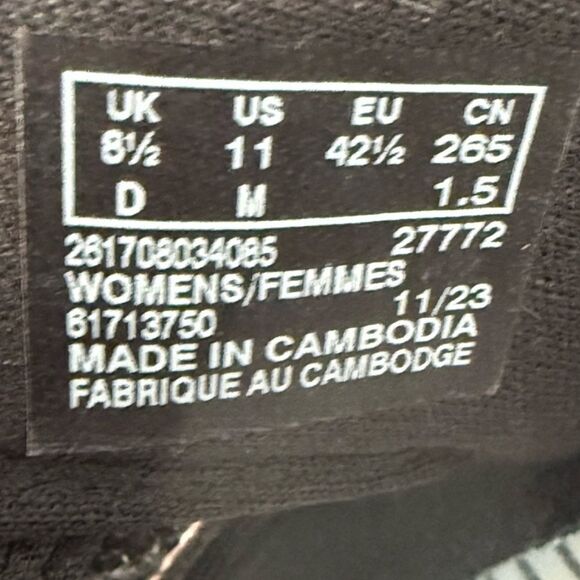 UK US EU CN
8½ 11 42½ 265
D M 1.5
261708034085 27772
WOMENS/FEMMES
61713750 11/23
MADE IN CAMBODIA
FABRIQUE AU CAMBODGE